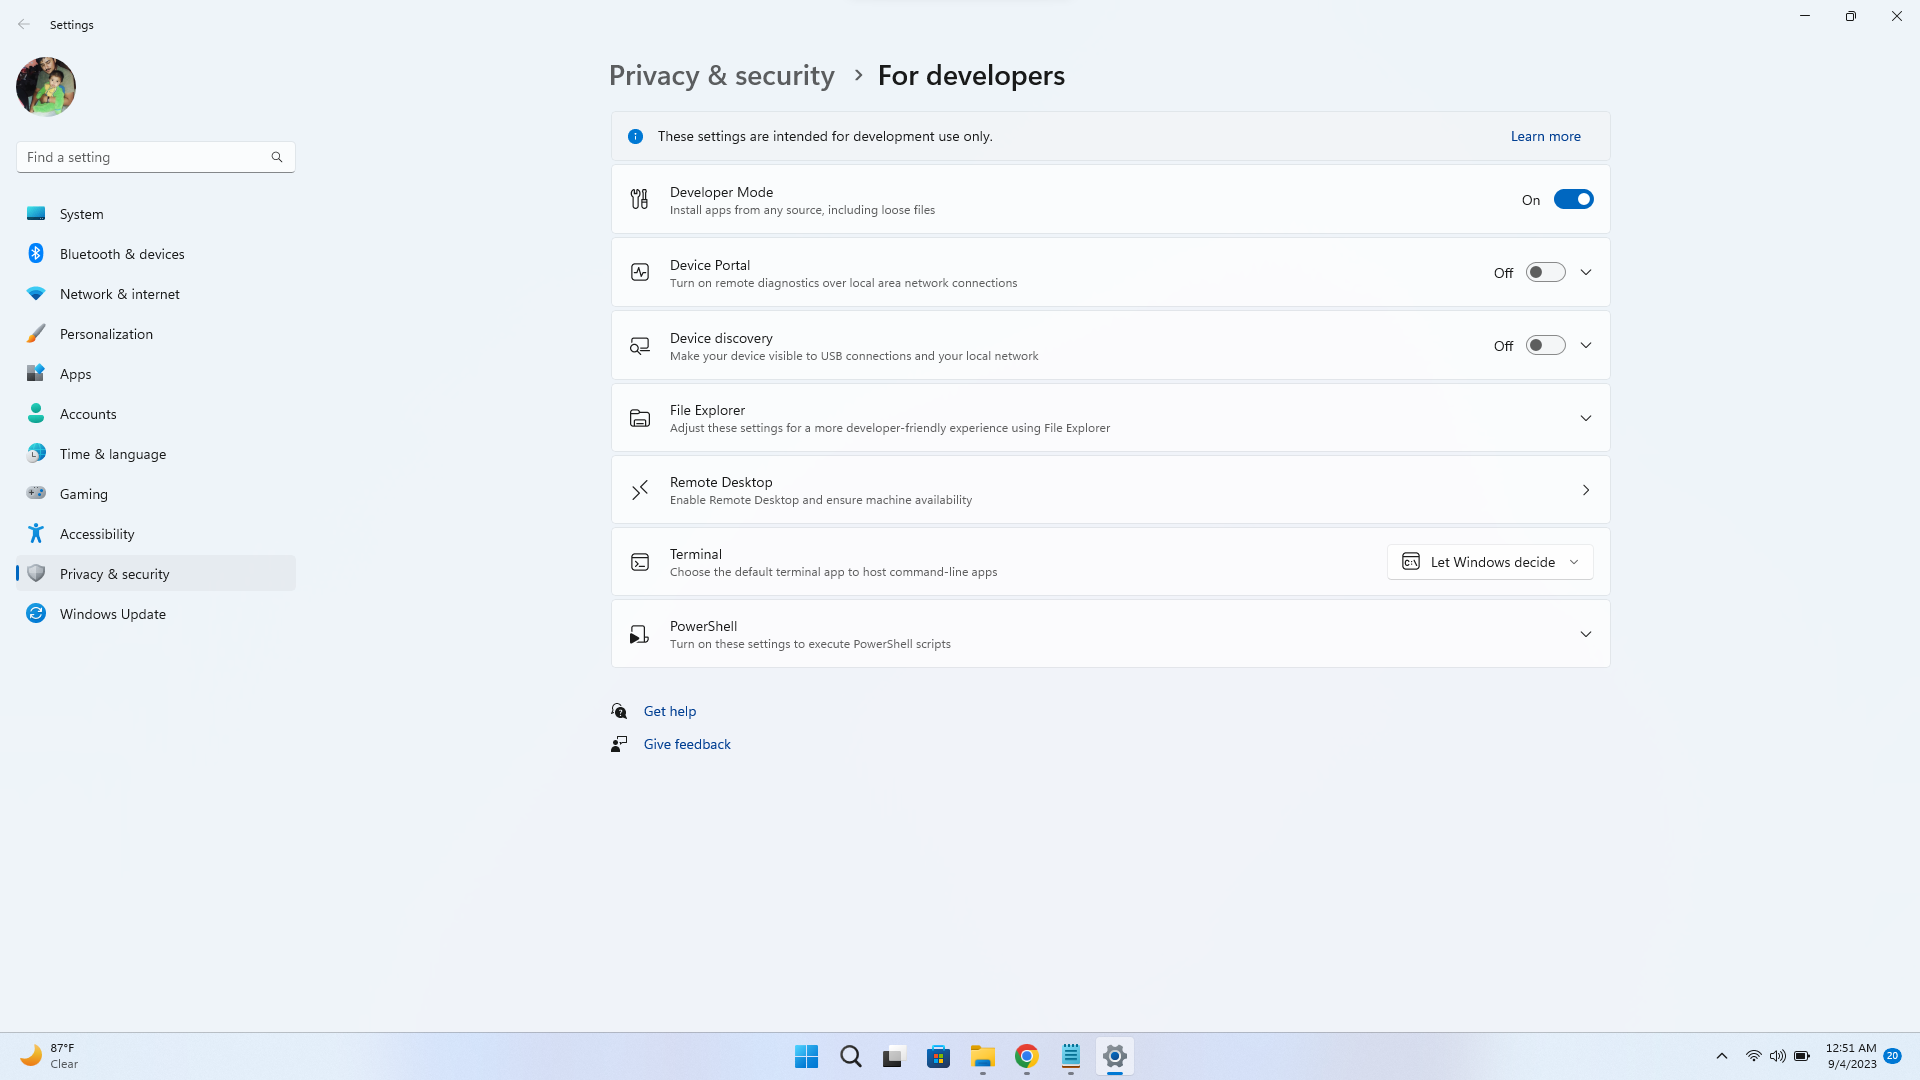 Settings
Find a setting
System
Bluetooth & devices
Network & internet
Personalization
Apps
Accounts
Time & language
Gaming
Accessibility
Privacy & security
Windows Update
Privacy & security > For developers
These settings are intended for development use only.
Learn more
Developer Mode
Install apps from any source, including loose files
On
Device Portal
Turn on remote diagnostics over local area network connections
Off
Device discovery
Make your device visible to USB connections and your local network
Off
File Explorer
Adjust these settings for a more developer-friendly experience using File Explorer
Remote Desktop
Enable Remote Desktop and ensure machine availability
Terminal
Choose the default terminal app to host command-line apps
Let Windows decide
PowerShell
Turn on these settings to execute PowerShell scripts
Get help
Give feedback
87°F
Clear
12:51 AM
9/4/2023
20